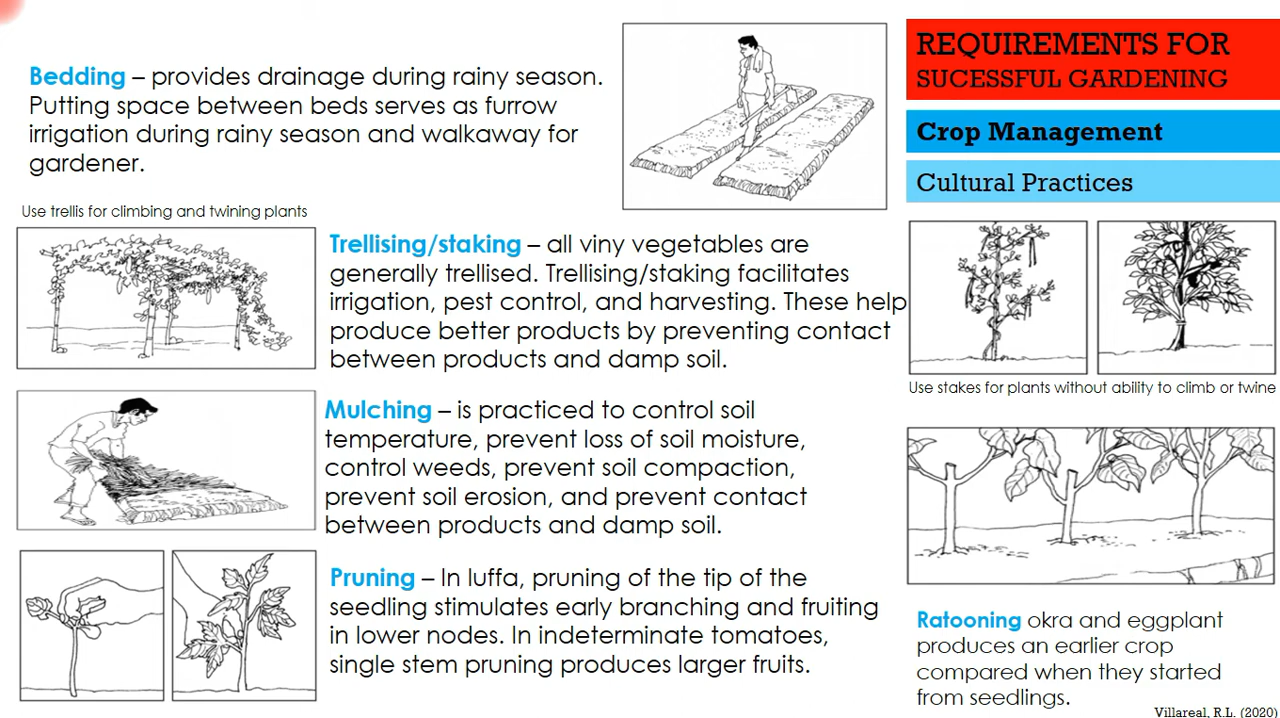 REQUIREMENTS FOR
SUCESSFUL GARDENING
Crop Management
Cultural Practices
Bedding – provides drainage during rainy season.
Putting space between beds serves as furrow
irrigation during rainy season and walkaway for
gardener.
Use trellis for climbing and twining plants
Trellising/staking – all viny vegetables are
generally trellised. Trellising/staking facilitates
irrigation, pest control, and harvesting. These help
produce better products by preventing contact
between products and damp soil.
Use stakes for plants without ability to climb or twine
Mulching – is practiced to control soil
temperature, prevent loss of soil moisture,
control weeds, prevent soil compaction,
prevent soil erosion, and prevent contact
between products and damp soil.
Pruning – In luffa, pruning of the tip of the
seedling stimulates early branching and fruiting
in lower nodes. In indeterminate tomatoes,
single stem pruning produces larger fruits.
Ratooning okra and eggplant
produces an earlier crop
compared when they started
from seedlings.
Villareal, R.L. (2020)